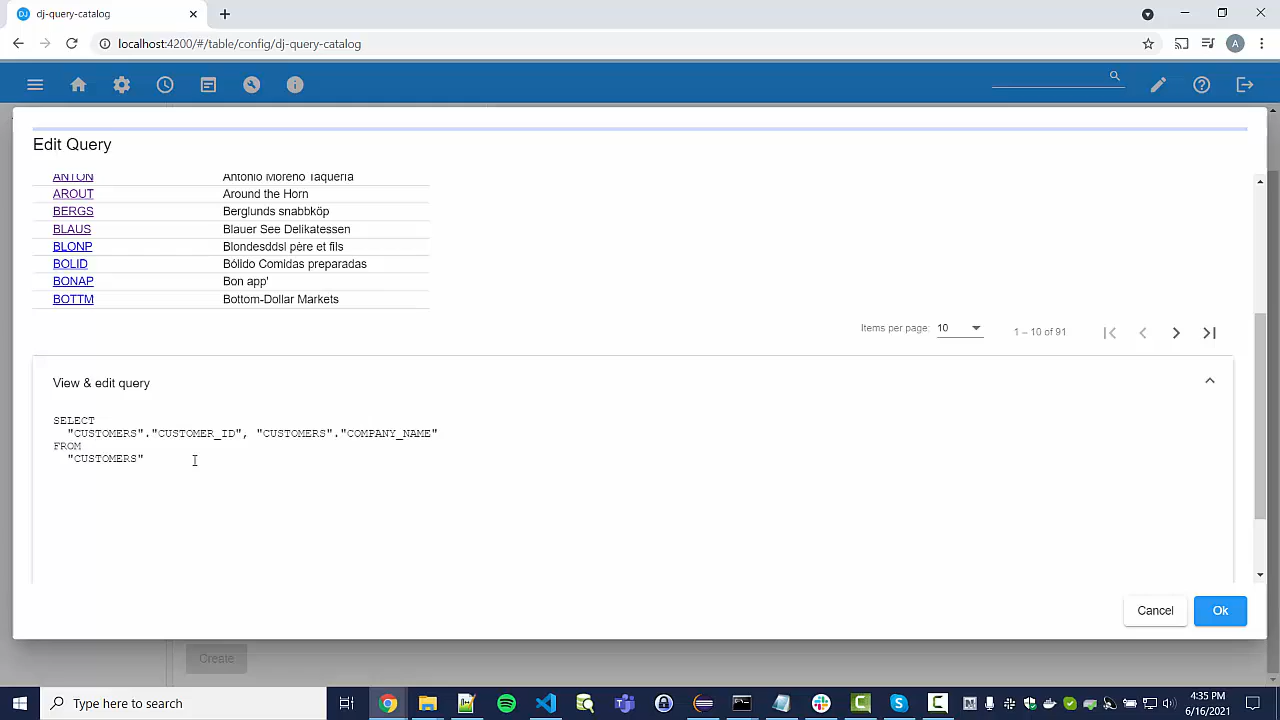 dj-query-catalog
localhost:4200/#/table/config/dj-query-catalog
A
Edit Query
ANTON Antonio Moreno Taquería
AROUT Around the Horn
BERGS Berglunds snabbköp
BLAUS Blauer See Delikatessen
BLONP Blondesddsl père et fils
BOLID Bólido Comidas preparadas
BONAP Bon app'
BOTTM Bottom-Dollar Markets
Items per page: 10 1 – 10 of 91
View & edit query
SELECT
"CUSTOMERS"."CUSTOMER_ID", "CUSTOMERS"."COMPANY_NAME"
FROM
"CUSTOMERS"
Cancel Ok
Create
Type here to search
4:35 PM
6/16/2021